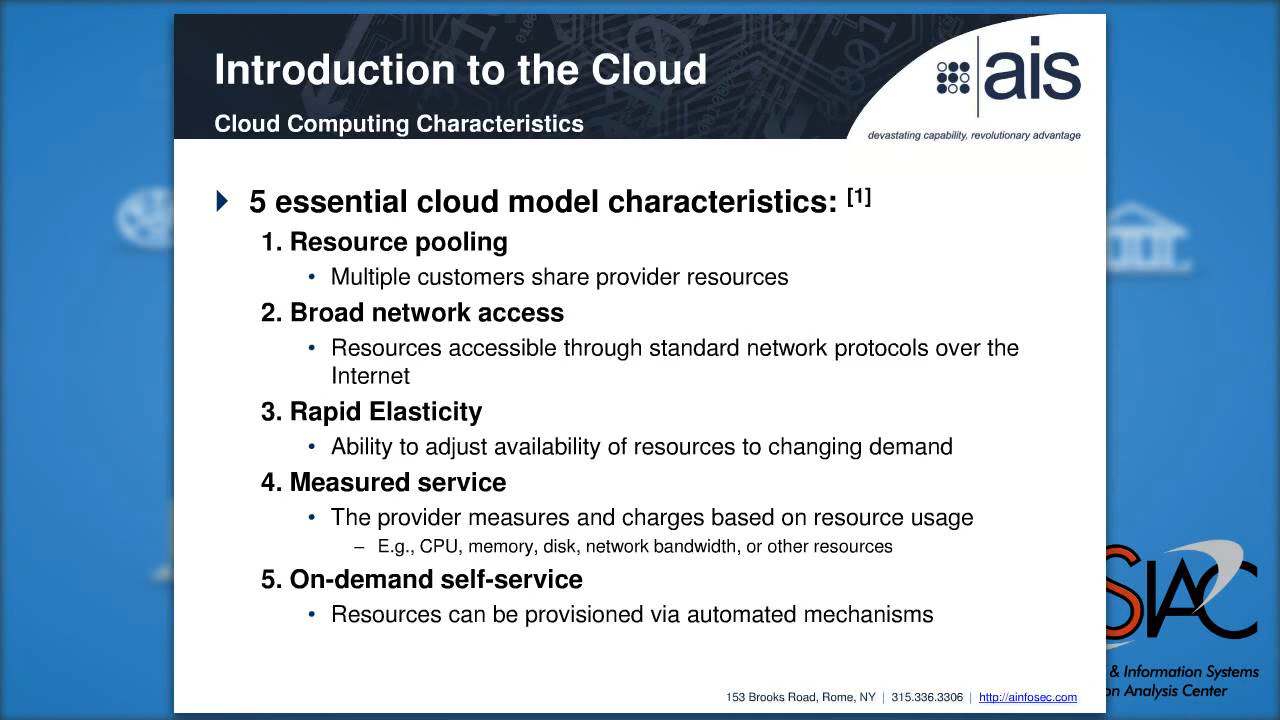 Introduction to the Cloud
Cloud Computing Characteristics
ais
devastating capability, revolutionary advantage
5 essential cloud model characteristics: [1]
1. Resource pooling
• Multiple customers share provider resources
2. Broad network access
• Resources accessible through standard network protocols over the
Internet
3. Rapid Elasticity
• Ability to adjust availability of resources to changing demand
4. Measured service
• The provider measures and charges based on resource usage
– E.g., CPU, memory, disk, network bandwidth, or other resources
5. On-demand self-service
• Resources can be provisioned via automated mechanisms
SIAC
& Information Systems
on Analysis Center
153 Brooks Road, Rome, NY | 315.336.3306 | http://ainfosec.com